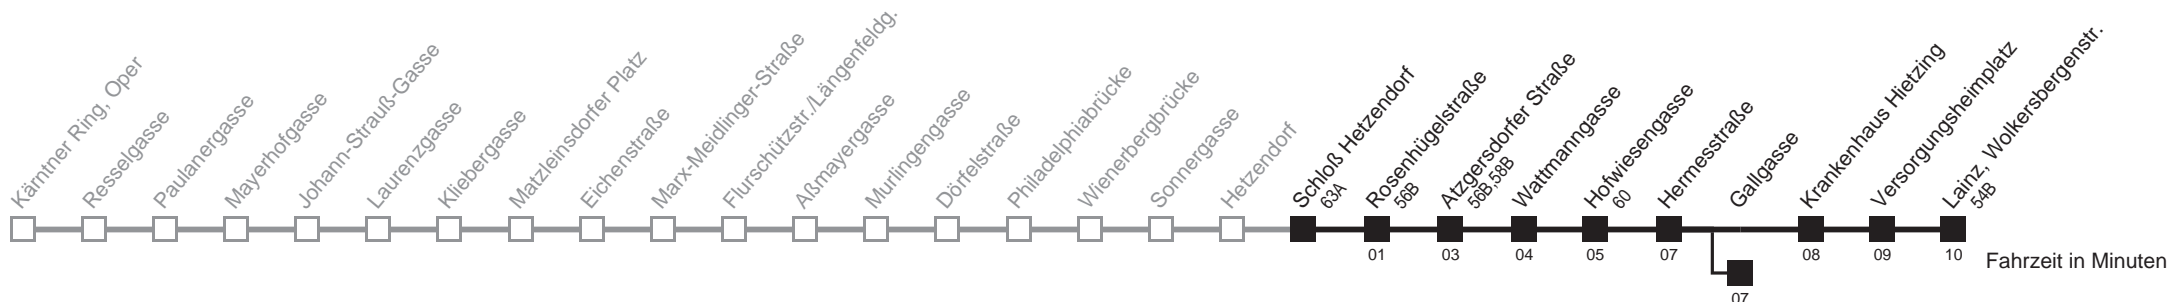 Kärntner Ring, Oper
Resselgasse
Paulanergasse
Mayerhofgasse
Johann-Strauß-Gasse
Laurenzgasse
Kliebergasse
Matzleinsdorfer Platz
Eichenstraße
Marx-Meidlinger-Straße
Flurschützstr./Längenfeldg.
Aßmayergasse
Murlingengasse
Dörfelstraße
Philadelphiabrücke
Wienerbergbrücke
Sonnergasse
Hetzendorf
Schloß Hetzendorf
63A
Rosenhügelstraße
56B
Atzgersdorfer Straße
56B,58B
Wattmanngasse
Hofwiesengasse
60
Hermesstraße
Gallgasse
Krankenhaus Hietzing
Versorgungsheimplatz
Lainz, Wolkersbergenstr.
54B
01 03 04 05 07 08 09 10
Fahrzeit in Minuten
07